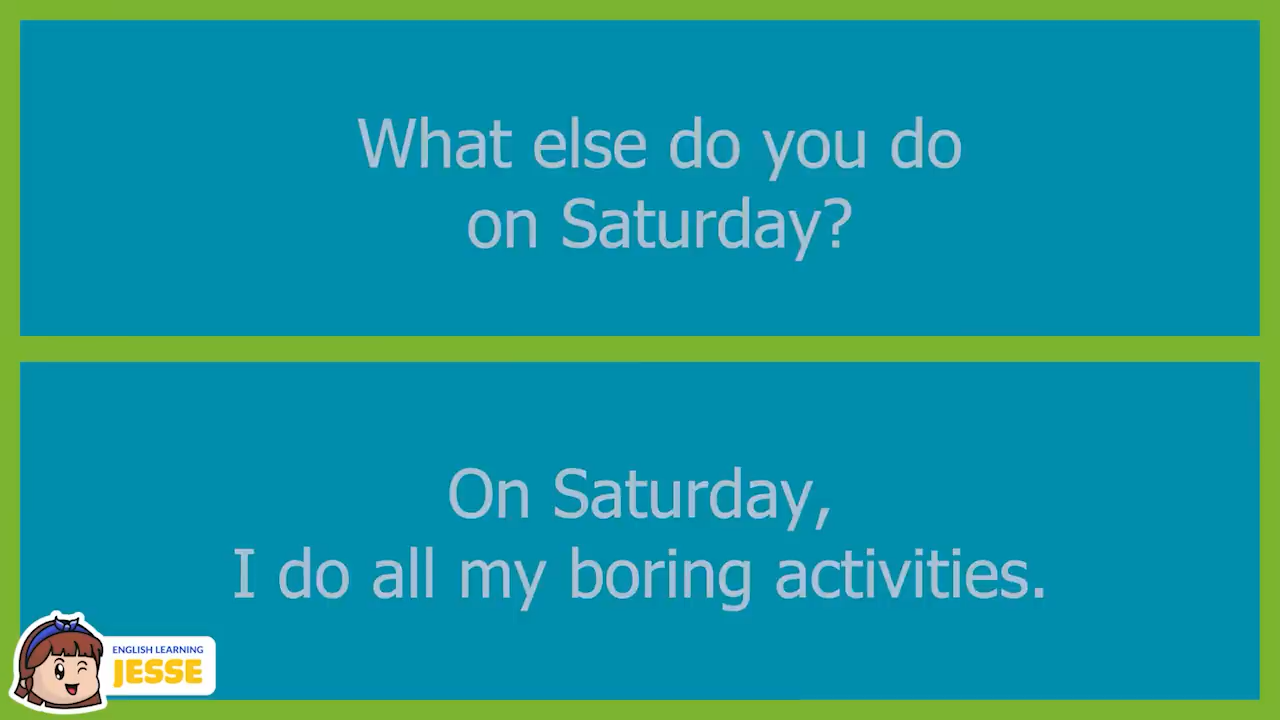 What else do you do
on Saturday?
On Saturday,
I do all my boring activities.
ENGLISH LEARNING
JESSE